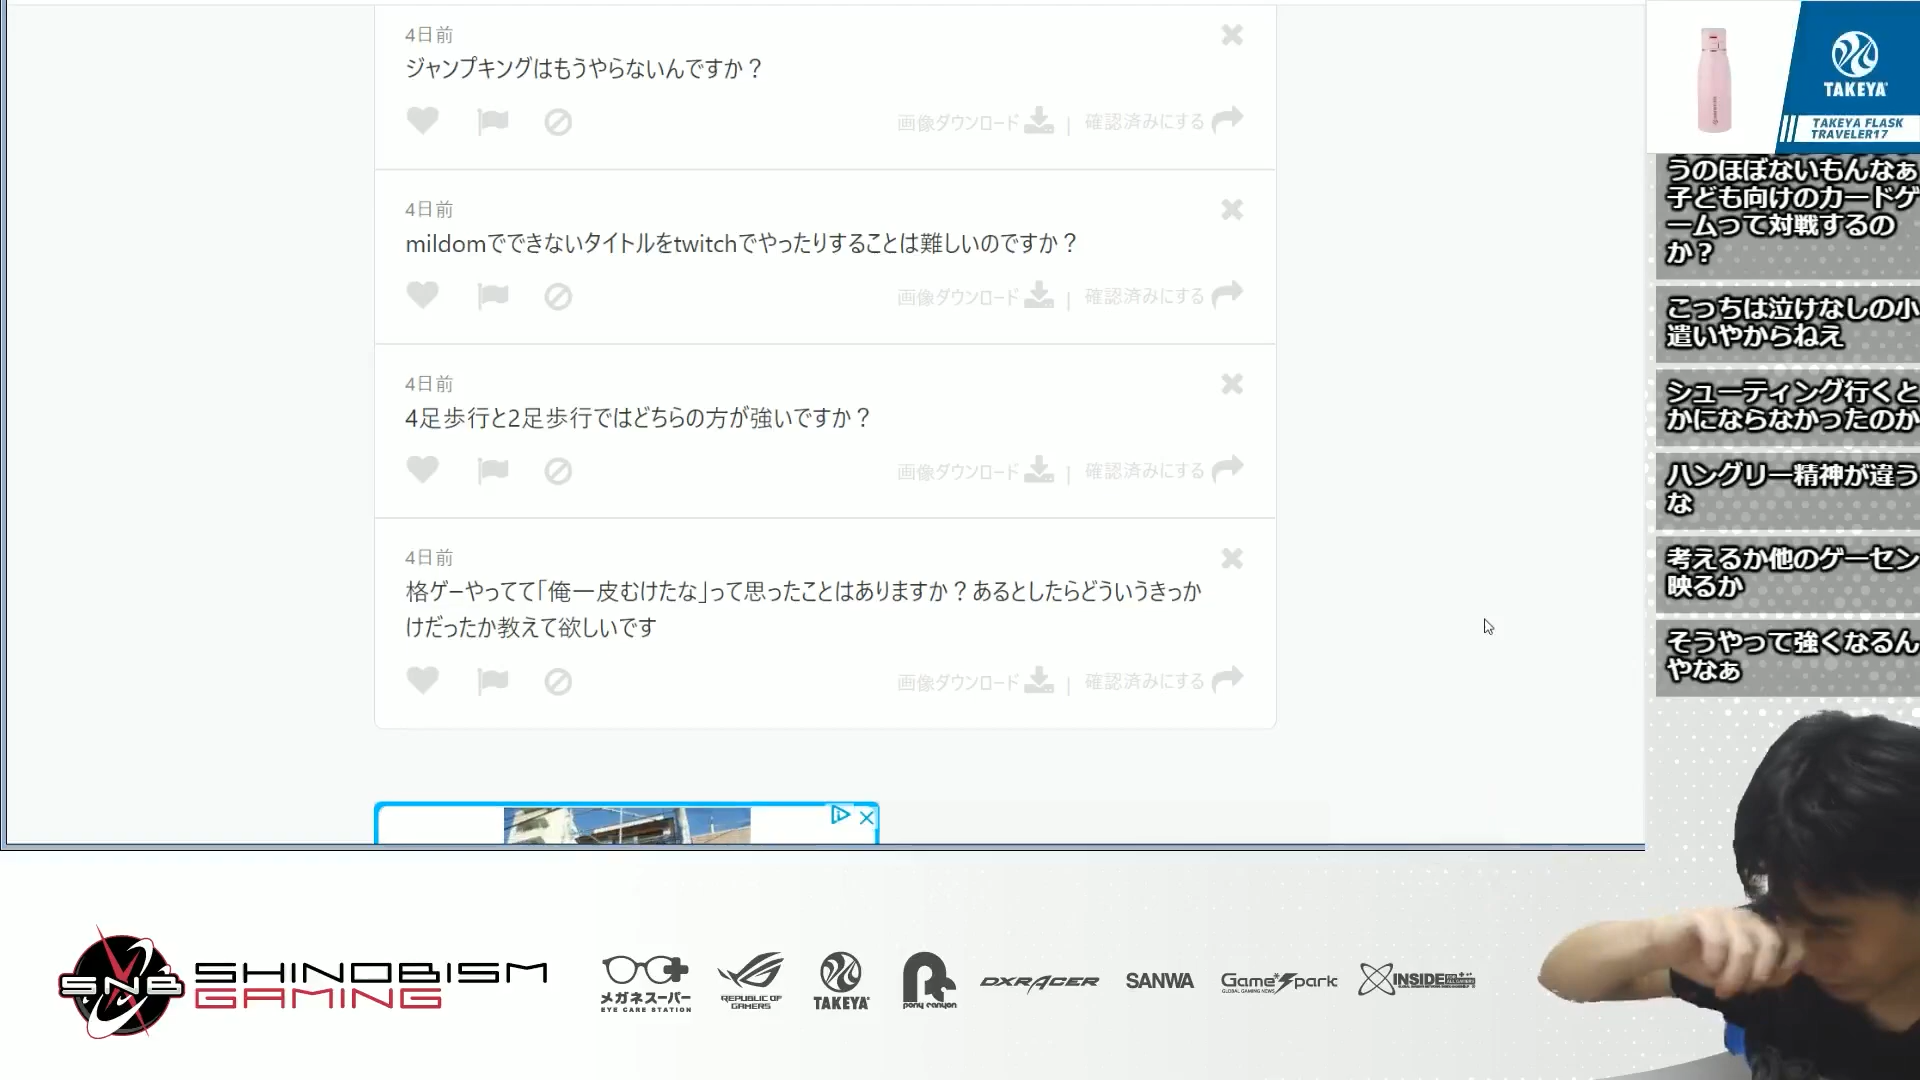 4日前
ジャンプキングはもうやらないんですか？
画像ダウンロード | 確認済みにする
4日前
mildomでできないタイトルをtwitchでやったりすることは難しいのですか？
画像ダウンロード | 確認済みにする
4日前
4足歩行と2足歩行ではどちらの方が強いですか？
画像ダウンロード | 確認済みにする
4日前
格ゲーやってて「俺一皮むけたな」って思ったことはありますか？あるとしたらどういうきっか
けだったか教えて欲しいです
画像ダウンロード | 確認済みにする
TAKEYA
TAKEYA FLASK
TRAVELER17
うのほぼないもんなぁ
子ども向けのカードゲ
ームって対戦するの
か？
こっちは泣けなしの小
遣いやからねえ
シューティング行くと
かにならなかったのか
ハングリー精神が違う
な
考えるか他のゲーセン
映るか
そうやって強くなるん
やなぁ
SNB
SHINOBISM
GAMING
メガネスーパー
EYE CARE STATION
REPUBLIC OF
GAMERS
TAKEYA
pony canyon
DXRACER
SANWA
Game*Spark
GLOBAL GAMING NEWS
INSIDE